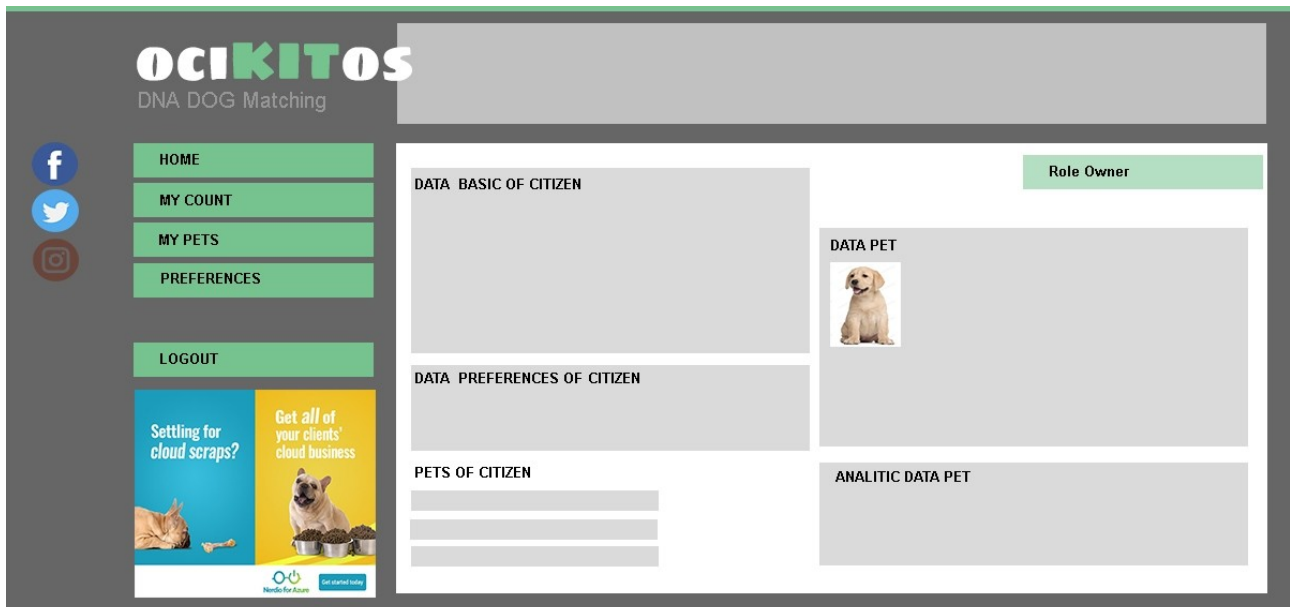 OCIKITOS
DNA DOG Matching
HOME
MY COUNT
MY PETS
PREFERENCES
LOGOUT
Settling for
cloud scraps?
Get all of
your clients'
cloud business
Nerdio for Azure
Get started today
DATA BASIC OF CITIZEN
DATA PREFERENCES OF CITIZEN
PETS OF CITIZEN
Role Owner
DATA PET
ANALITIC DATA PET